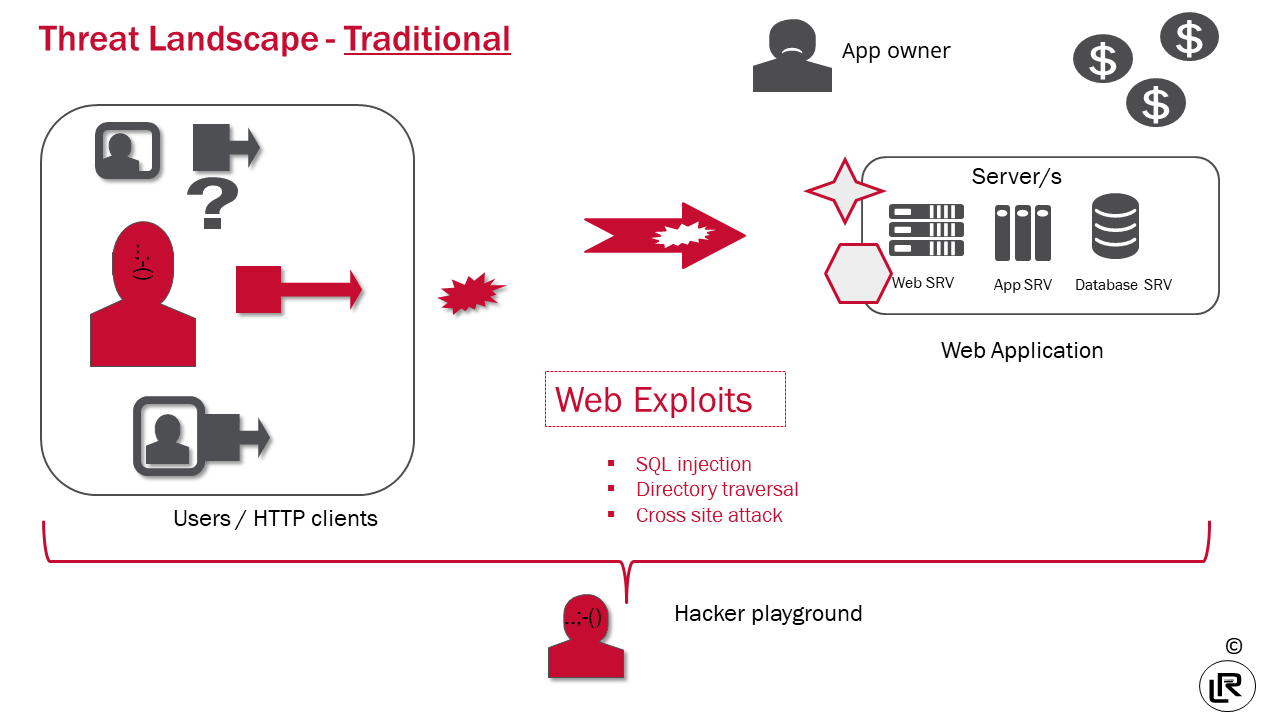 Threat Landscape - Traditional
App owner
$
$
$
?
Server/s
Web SRV
App SRV
Database SRV
Web Application
Web Exploits
▪ SQL injection
▪ Directory traversal
▪ Cross site attack
Users / HTTP clients
..;-()
Hacker playground
©